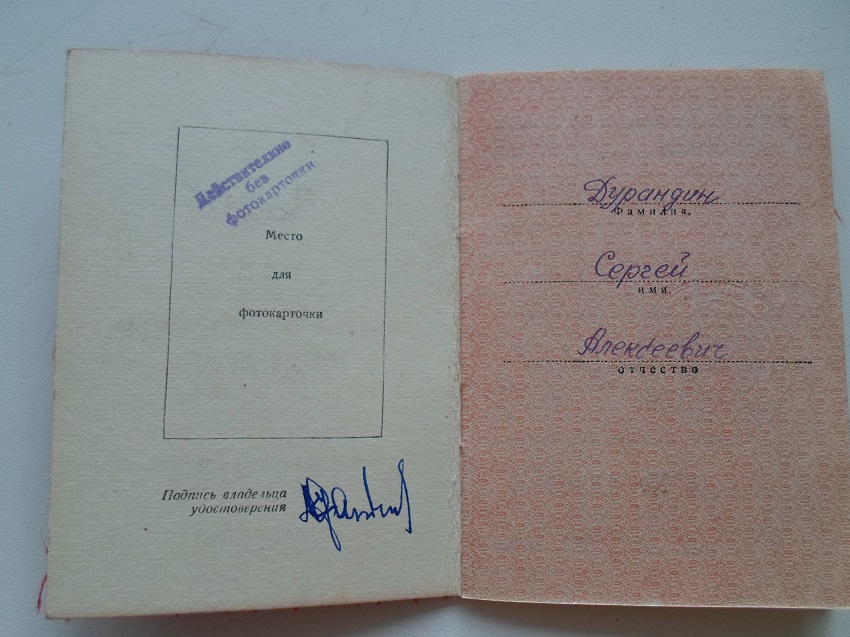 Действительно
без
фотокарточки
Место
для
фотокарточки
Подпись владельца
удостоверения
Дурандин
Фамилия.
Сергей
имя.
Алексеевич
отчество